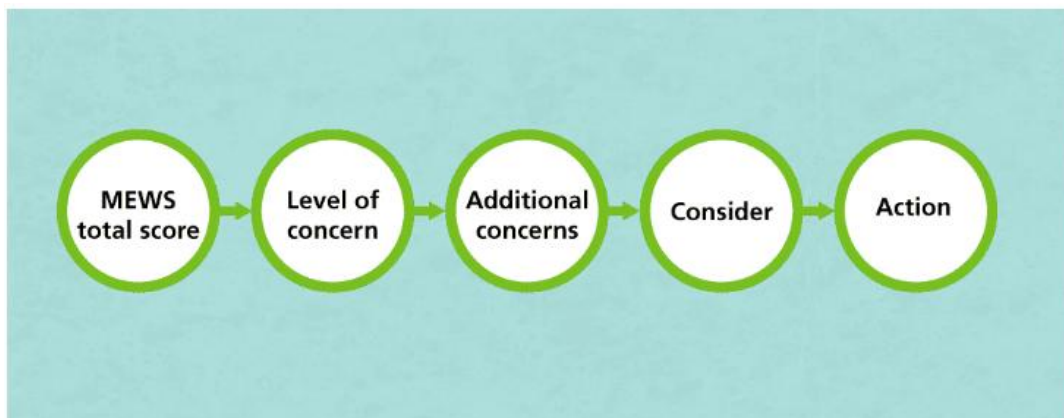 MEWS
total score
Level of
concern
Additional
concerns
Consider
Action